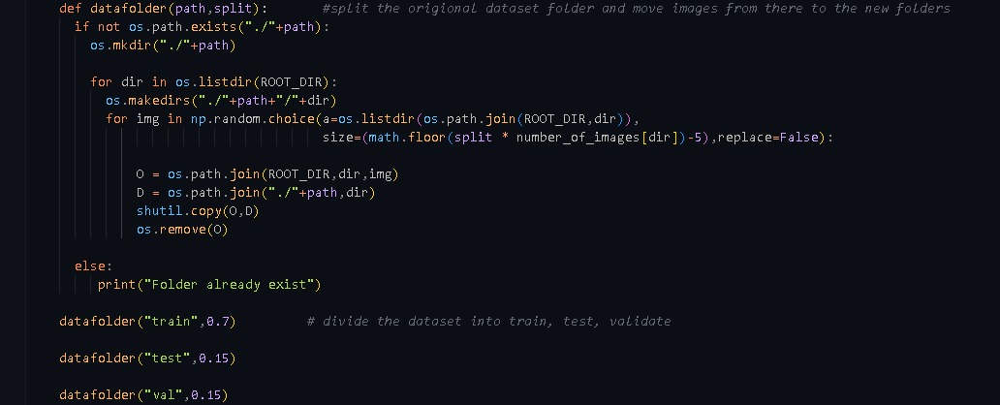 def datafolder(path,split):       #split the origional dataset folder and move images from there to the new folders
  if not os.path.exists("./"+path):
    os.mkdir("./"+path)
    for dir in os.listdir(ROOT_DIR):
      os.makedirs("./"+path+"/"+dir)
      for img in np.random.choice(a=os.listdir(os.path.join(ROOT_DIR,dir)),
                                  size=(math.floor(split * number_of_images[dir])-5),replace=False):
          O = os.path.join(ROOT_DIR,dir,img)
          D = os.path.join("./"+path,dir)
          shutil.copy(O,D)
          os.remove(O)
  else:
     print("Folder already exist")
datafolder("train",0.7)         # divide the dataset into train, test, validate
datafolder("test",0.15)
datafolder("val",0.15)